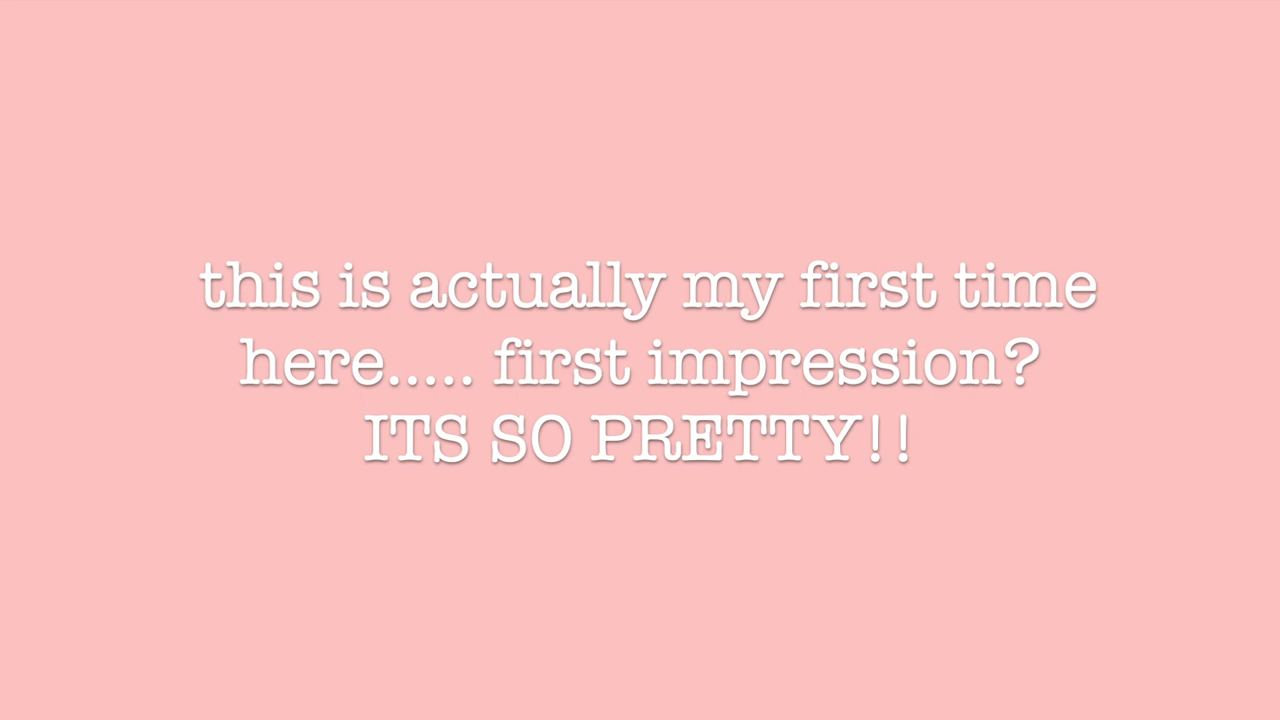 this is actually my first time
here..... first impression?
ITS SO PRETTY!!